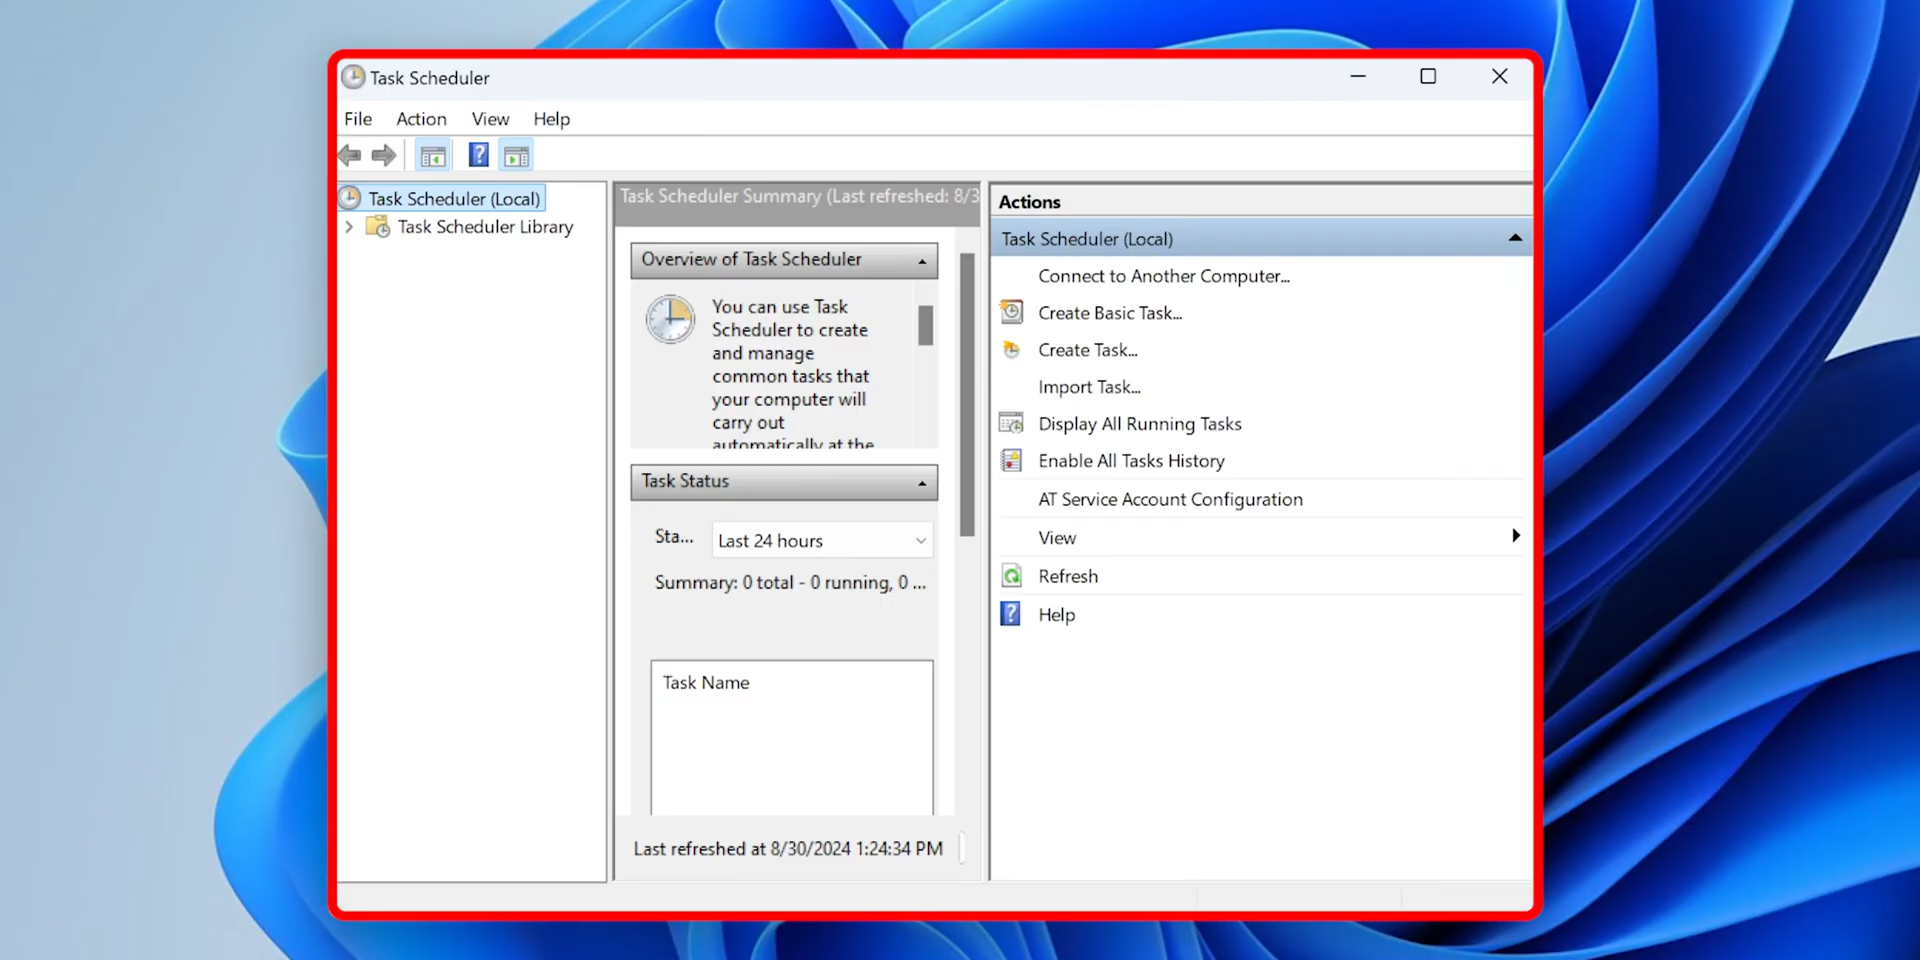 Task Scheduler
File Action View Help
Task Scheduler (Local)
Task Scheduler Library
Task Scheduler Summary (Last refreshed: 8/3
Overview of Task Scheduler
You can use Task
Scheduler to create
and manage
common tasks that
your computer will
carry out
automatically at the
Task Status
Sta...
Last 24 hours
Summary: 0 total - 0 running, 0 ...
Task Name
Last refreshed at 8/30/2024 1:24:34 PM
Actions
Task Scheduler (Local)
Connect to Another Computer...
Create Basic Task...
Create Task...
Import Task...
Display All Running Tasks
Enable All Tasks History
AT Service Account Configuration
View
Refresh
? Help